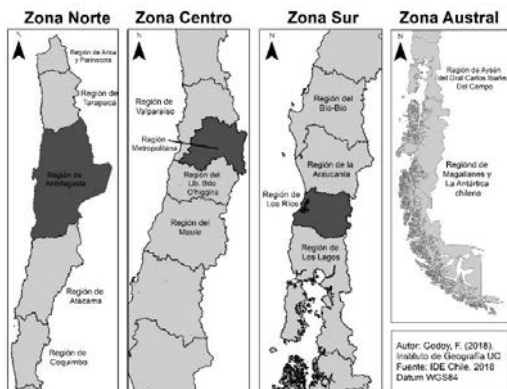 Zona Norte
N
Región de Arica
y Parinacota
Región de
Tarapacá
Región de
Antofagasta
Región de
Atacama
Región de
Coquimbo
Zona Centro
N
Región de
Valparaíso
Región
Metropolitana
Región del
Lib. Bdo
O'higgins
Región del
Maule
Zona Sur
N
Región del
Bio-Bio
Región de la
Araucanía
Región de
Los Ríos
Región de
Los Lagos
Zona Austral
N
Región de Aysén
del Gral Carlos Ibañes
Del Campo
Regiond de
Magallanes y
La Antártica
chilena
Autor: Godoy, F. (2018).
Instituto de Geografía UC
Fuente: IDE Chile, 2018
Datum WGS84